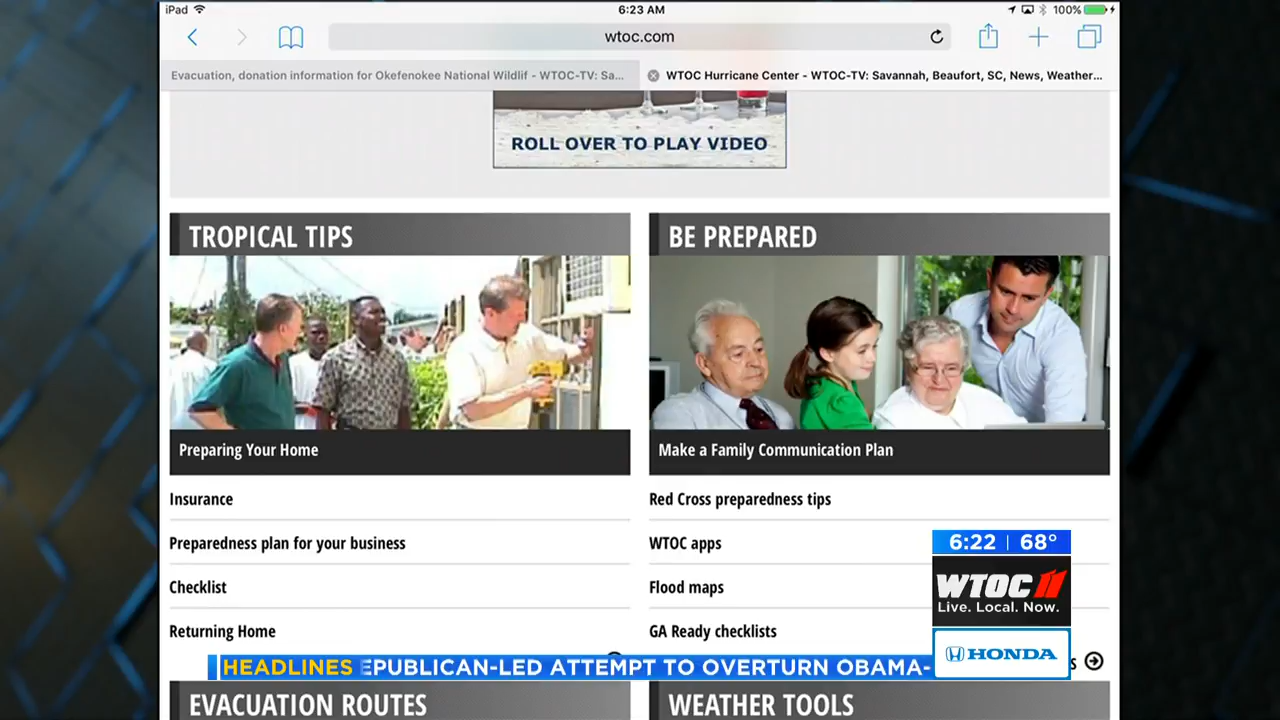 iPad
6:23 AM
100%
wtoc.com
Evacuation, donation information for Okefenokee National Wildlif - WTOC-TV: Sa...
WTOC Hurricane Center - WTOC-TV: Savannah, Beaufort, SC, News, Weather...
ROLL OVER TO PLAY VIDEO
TROPICAL TIPS
BE PREPARED
Preparing Your Home
Make a Family Communication Plan
Insurance
Red Cross preparedness tips
Preparedness plan for your business
WTOC apps
6:22 | 68°
Checklist
Flood maps
WTOC 11
Live. Local. Now.
Returning Home
GA Ready checklists
HEADLINES EPUBLICAN-LED ATTEMPT TO OVERTURN OBAMA-
HONDA
EVACUATION ROUTES
WEATHER TOOLS